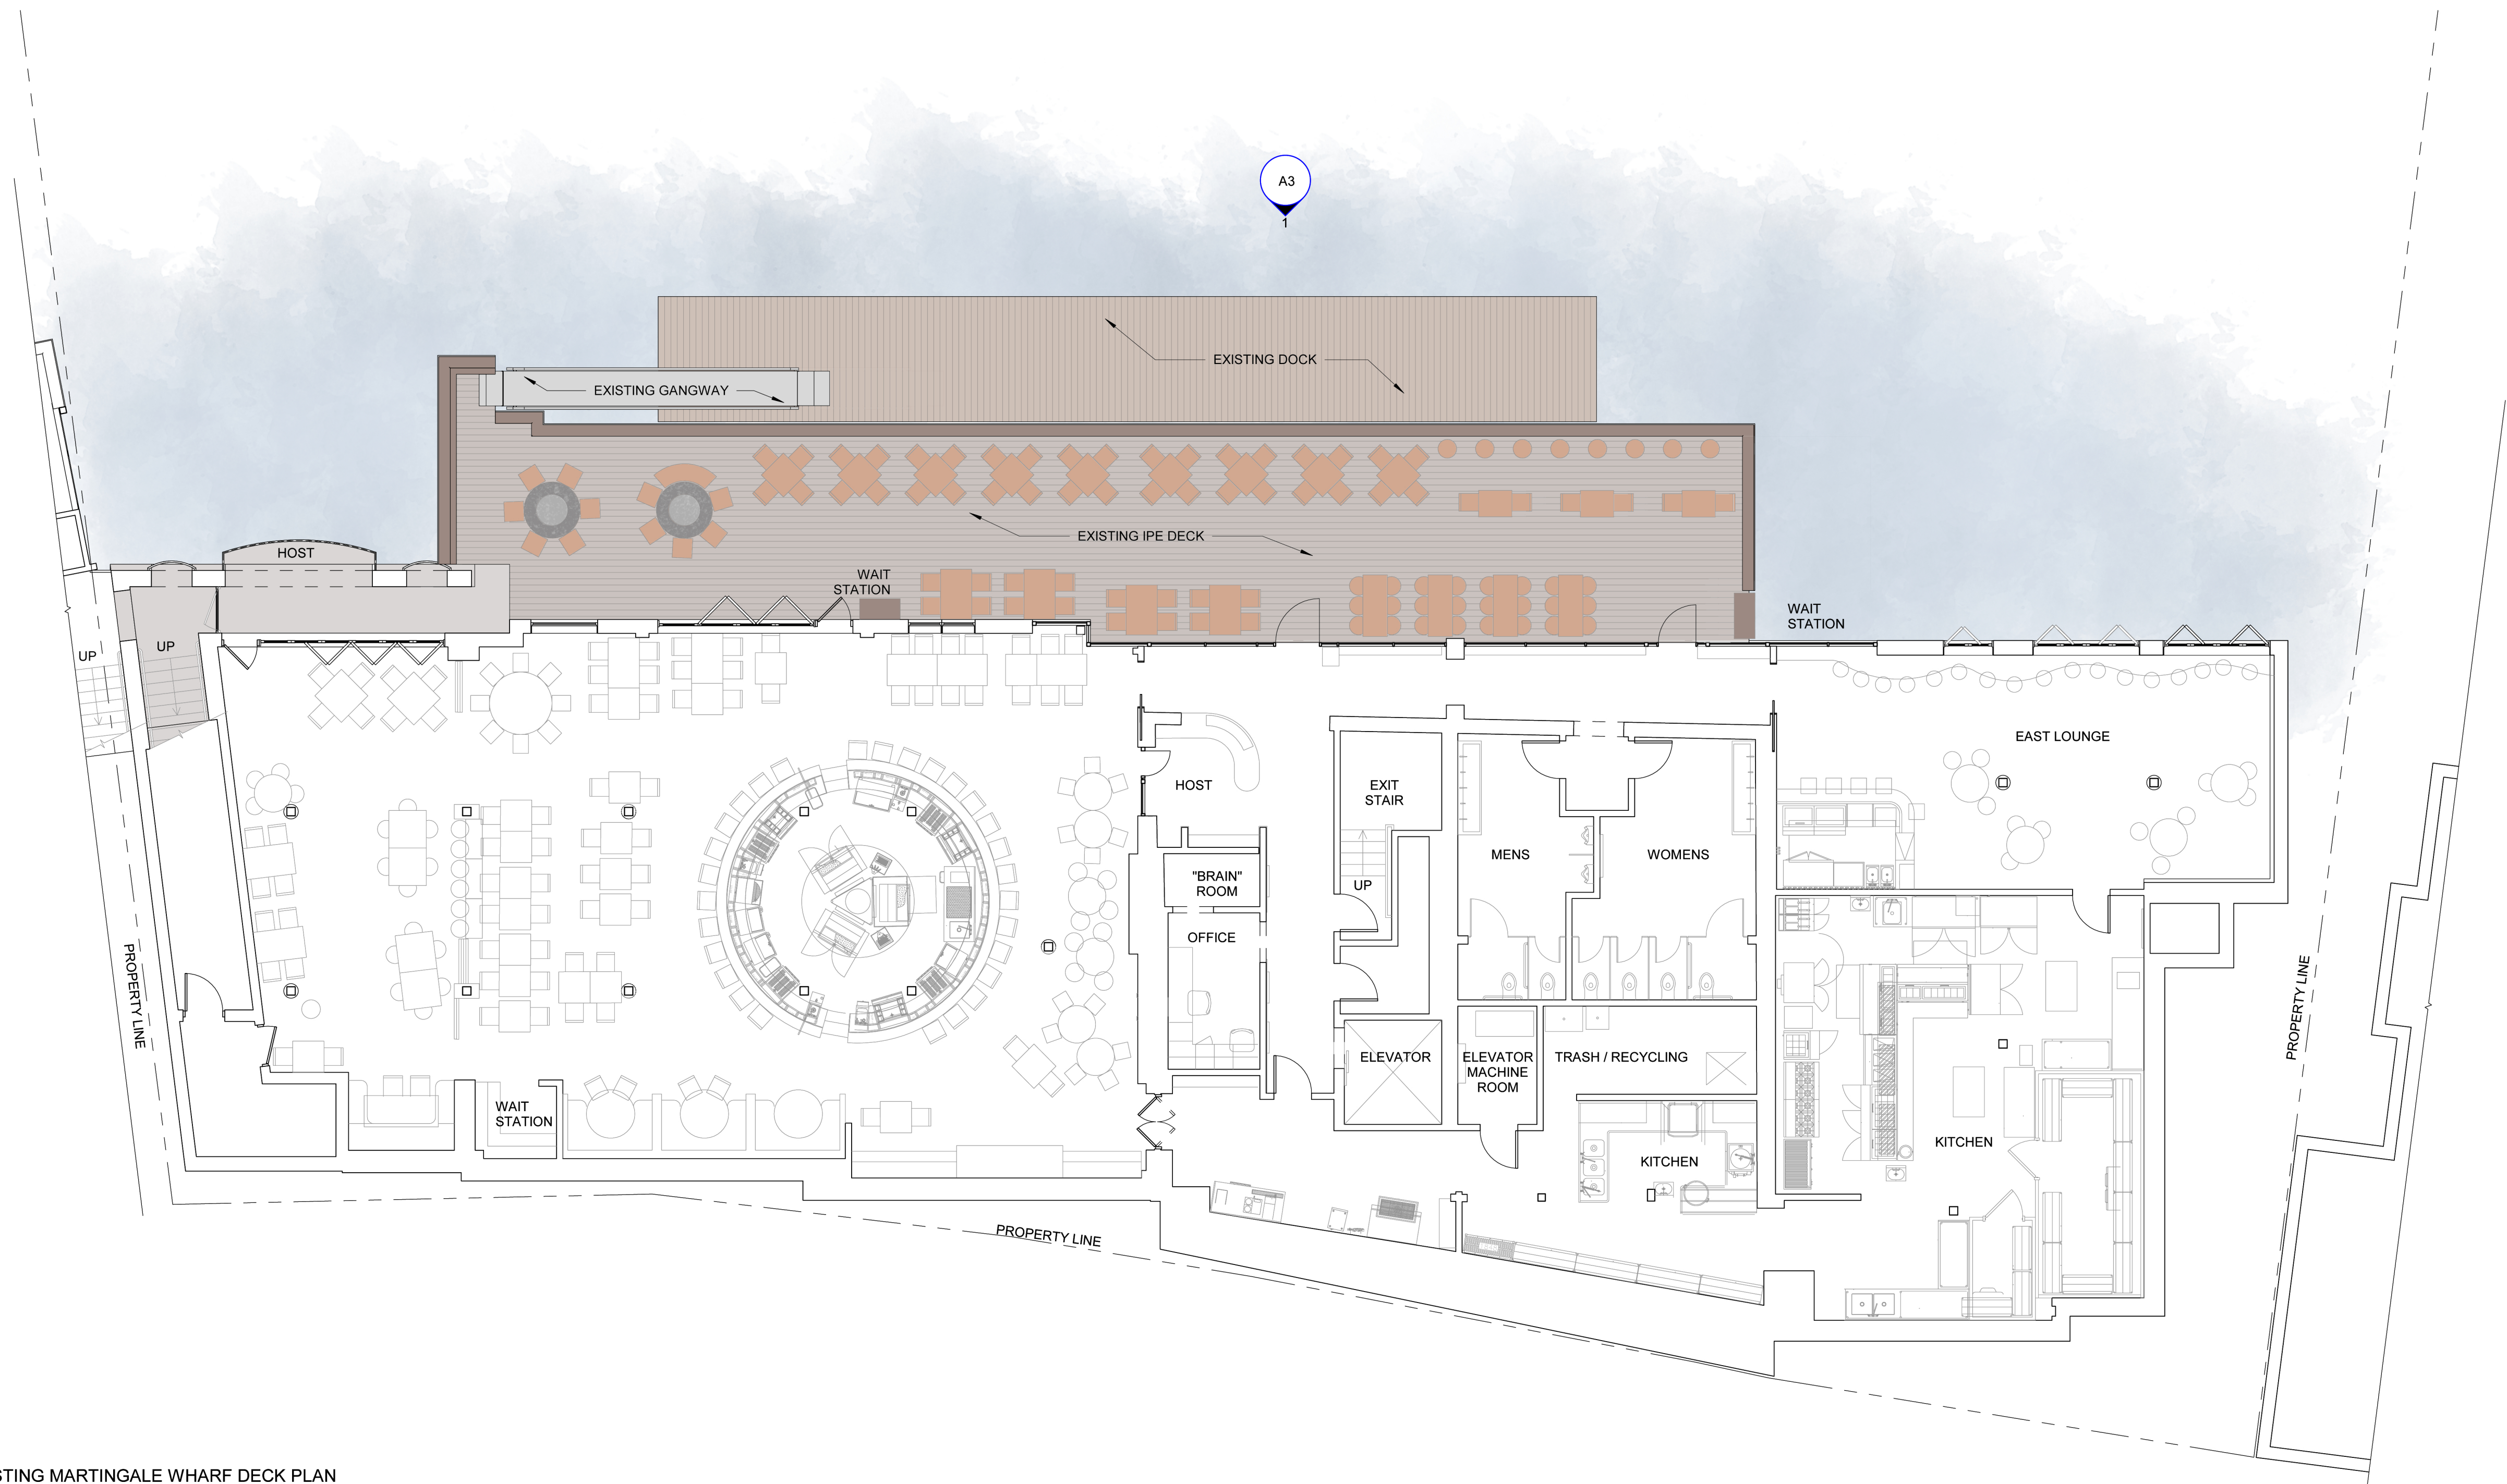 A3
1
EXISTING DOCK
EXISTING GANGWAY
EXISTING IPE DECK
HOST
WAIT
STATION
WAIT
STATION
UP
UP
EAST LOUNGE
HOST
EXIT
STAIR
UP
MENS
WOMENS
"BRAIN"
ROOM
OFFICE
PROPERTY LINE
PROPERTY LINE
ELEVATOR
ELEVATOR
MACHINE
ROOM
TRASH / RECYCLING
WAIT
STATION
KITCHEN
KITCHEN
PROPERTY LINE
STING MARTINGALE WHARF DECK PLAN